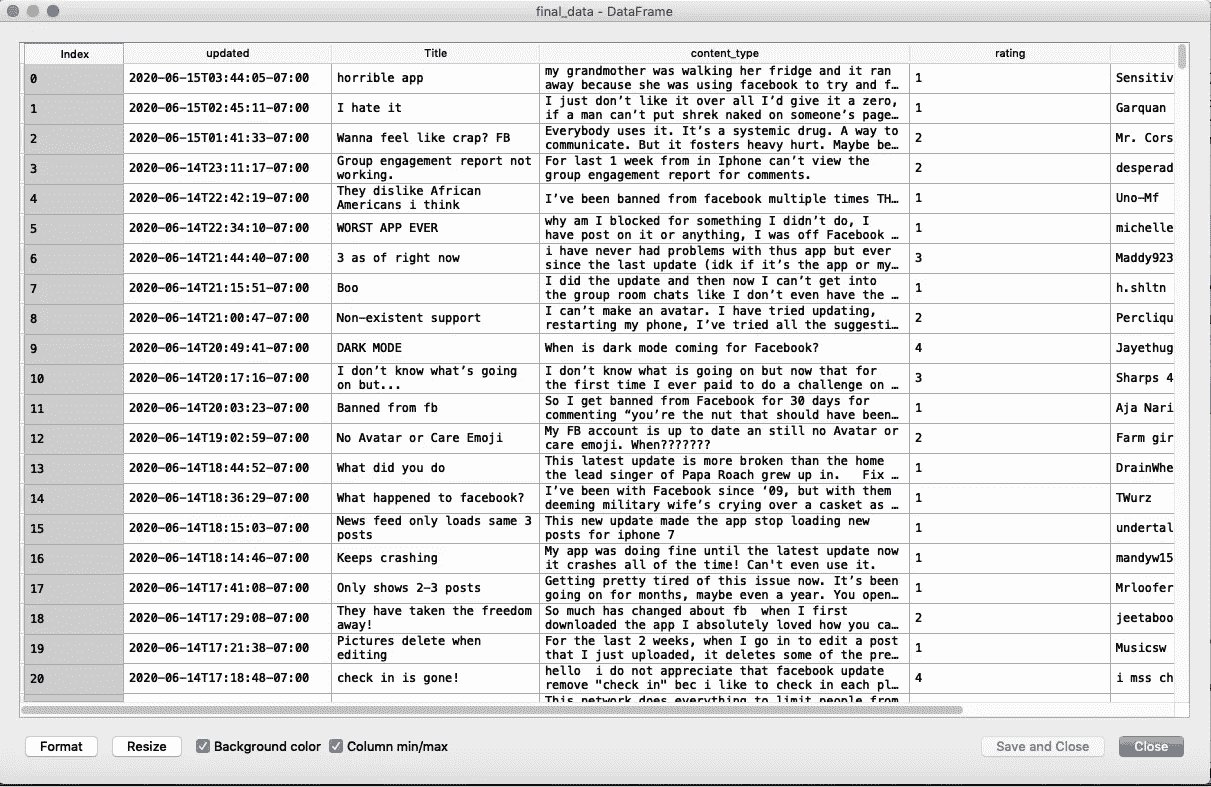 final_data - DataFrame
Index updated Title content_type rating
0 2020-06-15T03:44:05-07:00 horrible app my grandmother was walking her fridge and it ran 1 Sensitiv
away because she was using facebook to try and f…
1 2020-06-15T02:45:11-07:00 I hate it I just don’t like it over all I’d give it a zero, 1 Garquan
if a man can’t put shrek naked on someone’s page…
2 2020-06-15T01:41:33-07:00 Wanna feel like crap? FB Everybody uses it. It’s a systemic drug. A way to 2 Mr. Cors
communicate. But it fosters heavy hurt. Maybe be…
3 2020-06-14T23:11:17-07:00 Group engagement report not For last 1 week from in Iphone can’t view the 2 desperad
working. group engagement report for comments.
4 2020-06-14T22:42:19-07:00 They dislike African I’ve been banned from facebook multiple times TH… 1 Uno-Mf
Americans i think
5 2020-06-14T22:34:10-07:00 WORST APP EVER why am I blocked for something I didn’t do, I 1 michelle
have post on it or anything, I was off Facebook …
6 2020-06-14T21:44:40-07:00 3 as of right now i have never had problems with thus app but ever 3 Maddy923
since the last update (idk if it’s the app or my…
7 2020-06-14T21:15:51-07:00 Boo I did the update and then now I can’t get into 1 h.shltn
the group room chats like I don’t even have the …
8 2020-06-14T21:00:47-07:00 Non-existent support I can’t make an avatar. I have tried updating, 2 Percliqu
restarting my phone, I’ve tried all the suggesti…
9 2020-06-14T20:49:41-07:00 DARK MODE When is dark mode coming for Facebook? 4 Jayethug
10 2020-06-14T20:17:16-07:00 I don’t know what’s going I don’t know what is going on but now that for 3 Sharps 4
on but... the first time I ever paid to do a challenge on …
11 2020-06-14T20:03:23-07:00 Banned from fb So I get banned from Facebook for 30 days for 1 Aja Nari
commenting “you’re the nut that should have been…
12 2020-06-14T19:02:59-07:00 No Avatar or Care Emoji My FB account is up to date an still no Avatar or 2 Farm gir
care emoji. When???????
13 2020-06-14T18:44:52-07:00 What did you do This latest update is more broken than the home 1 DrainWhe
the lead singer of Papa Roach grew up in. Fix …
14 2020-06-14T18:36:29-07:00 What happened to facebook? I’ve been with Facebook since ‘09, but with them 1 TWurz
deeming military wife’s crying over a casket as …
15 2020-06-14T18:15:03-07:00 News feed only loads same 3 This new update made the app stop loading new 1 undertal
posts posts for iphone 7
16 2020-06-14T18:14:46-07:00 Keeps crashing My app was doing fine until the latest update now 1 mandyw15
it crashes all of the time! Can't even use it.
17 2020-06-14T17:41:08-07:00 Only shows 2-3 posts Getting pretty tired of this issue now. It’s been 1 Mrloofer
going on for months, maybe even a year. You open…
18 2020-06-14T17:29:08-07:00 They have taken the freedom So much has changed about fb when I first 2 jeetaboo
away! downloaded the app I absolutely loved how you ca…
19 2020-06-14T17:21:38-07:00 Pictures delete when For the last 2 weeks, when I go in to edit a post 1 Musicsw
editing that I just uploaded, it deletes some of the pre…
20 2020-06-14T17:18:48-07:00 check in is gone! hello i do not appreciate that facebook update 4 i mss ch
remove "check in" bec i like to check in each pl…
This network does everything to limit people from
Format Resize Background color Column min/max Save and Close Close